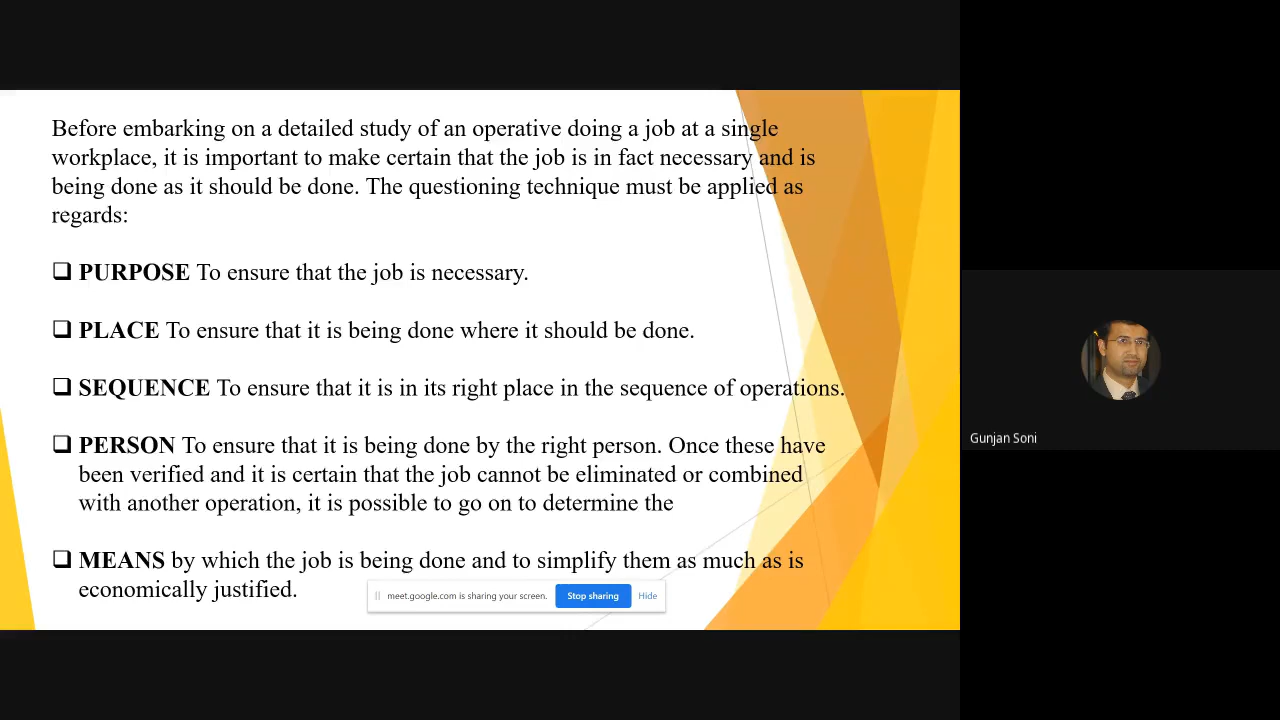 Before embarking on a detailed study of an operative doing a job at a single
workplace, it is important to make certain that the job is in fact necessary and is
being done as it should be done. The questioning technique must be applied as
regards:
❑ PURPOSE To ensure that the job is necessary.
❑ PLACE To ensure that it is being done where it should be done.
❑ SEQUENCE To ensure that it is in its right place in the sequence of operations.
❑ PERSON To ensure that it is being done by the right person. Once these have
been verified and it is certain that the job cannot be eliminated or combined
with another operation, it is possible to go on to determine the
❑ MEANS by which the job is being done and to simplify them as much as is
economically justified.
meet.google.com is sharing your screen. Stop sharing Hide
Gunjan Soni